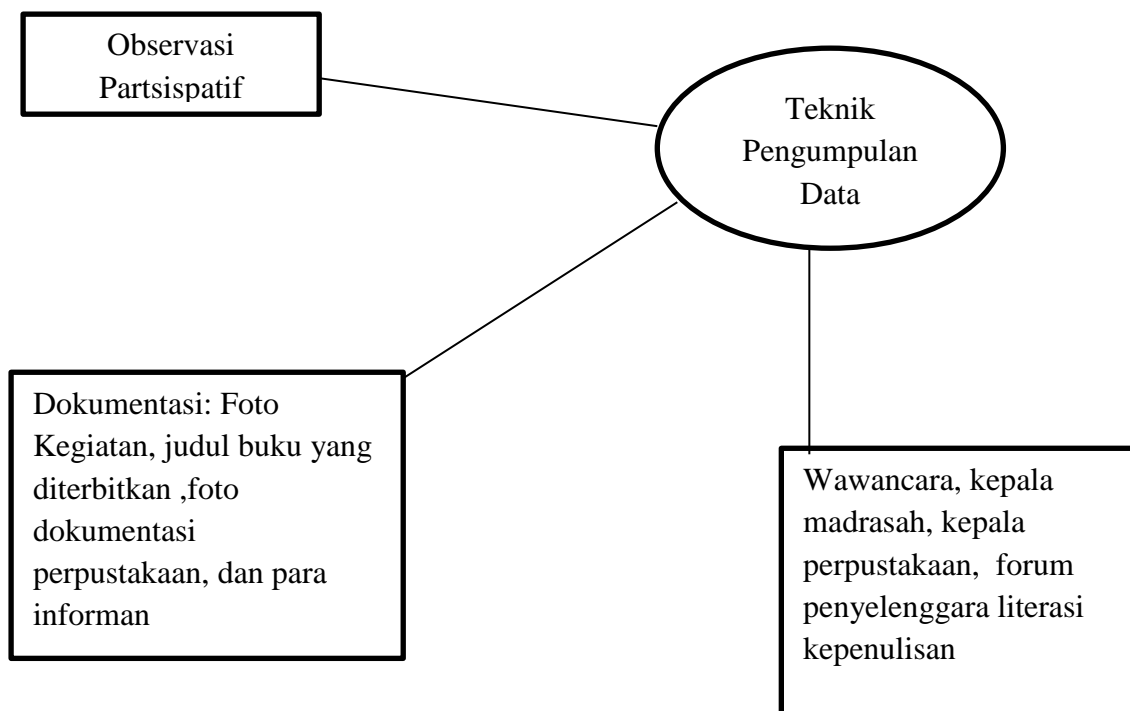 Observasi
Partsispatif
Teknik
Pengumpulan
Data
Dokumentasi: Foto
Kegiatan, judul buku yang
diterbitkan ,foto
dokumentasi
perpustakaan, dan para
informan
Wawancara, kepala
madrasah, kepala
perpustakaan,  forum
penyelenggara literasi
kepenulisan